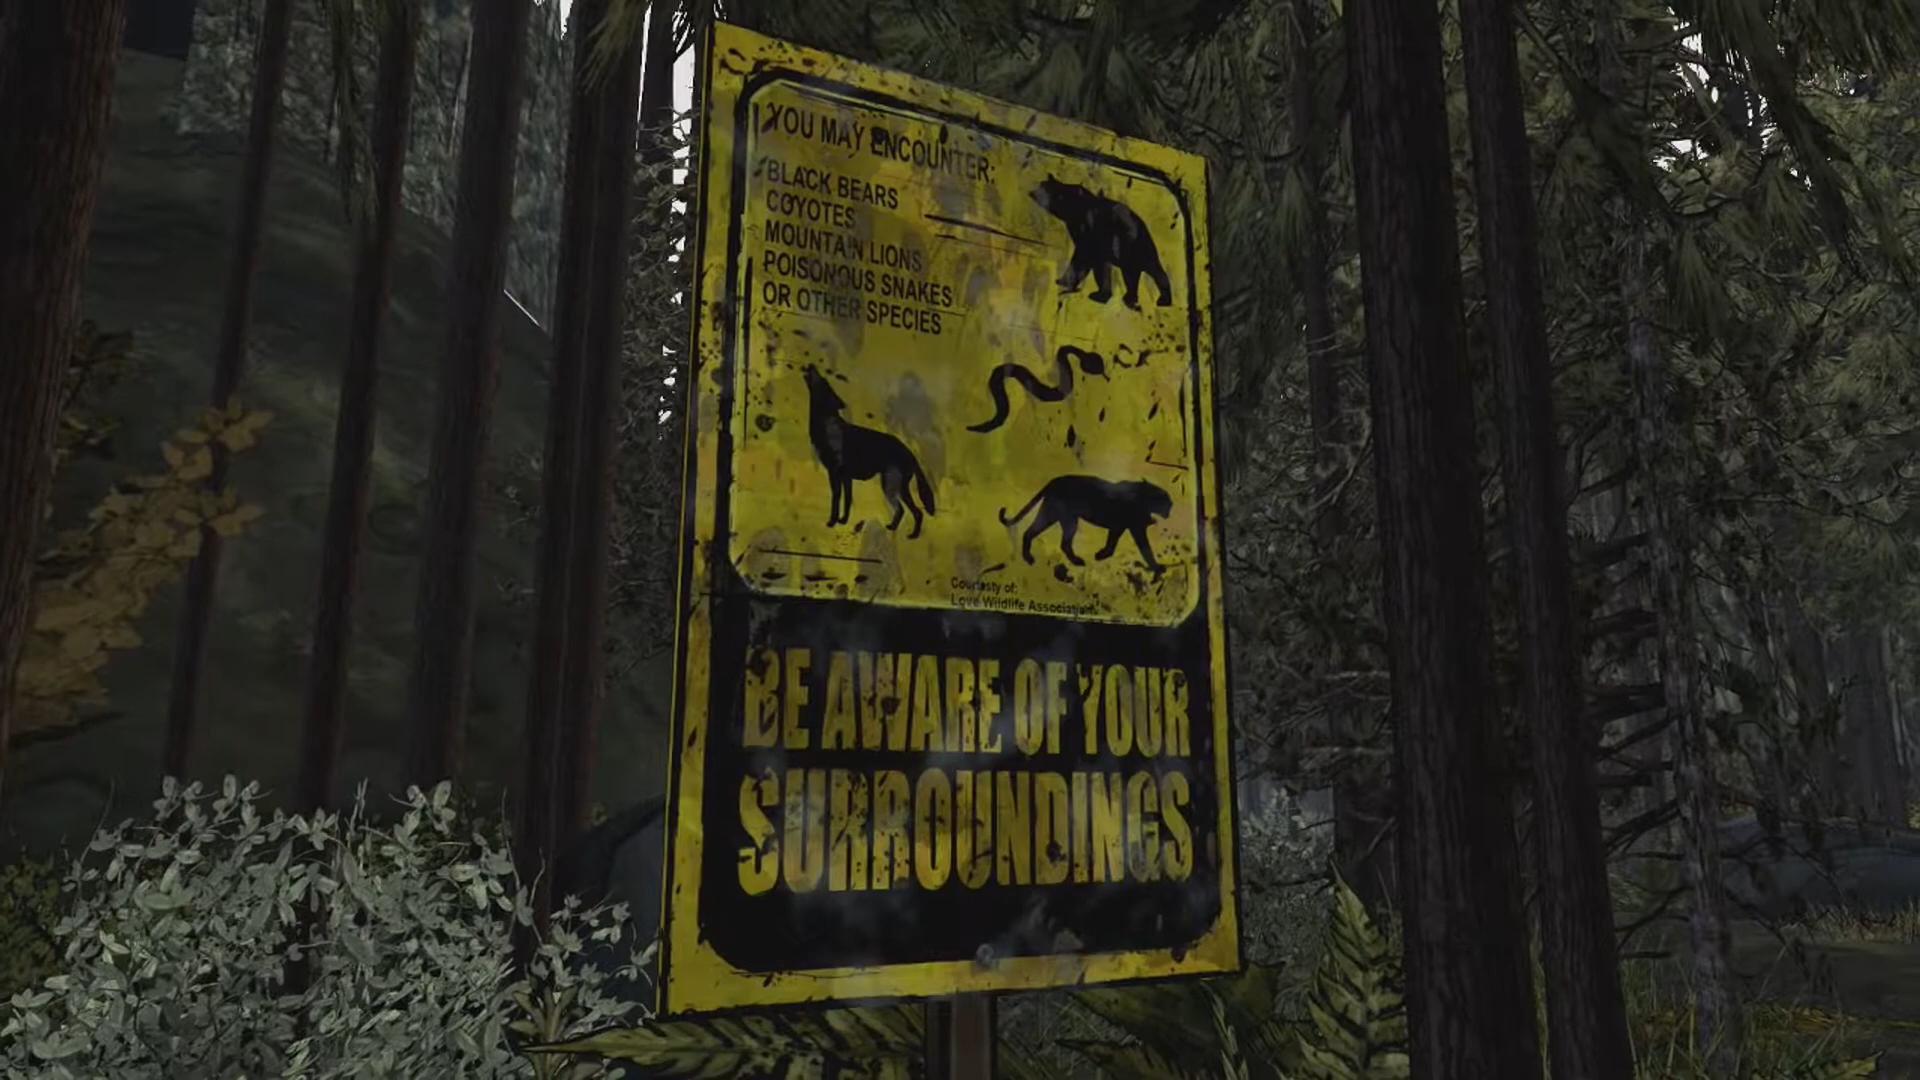 YOU MAY ENCOUNTER:
BLACK BEARS
COYOTES
MOUNTAIN LIONS
POISONOUS SNAKES
OR OTHER SPECIES
Courtesty of:
Love Wildlife Association
BE AWARE OF YOUR
SURROUNDINGS